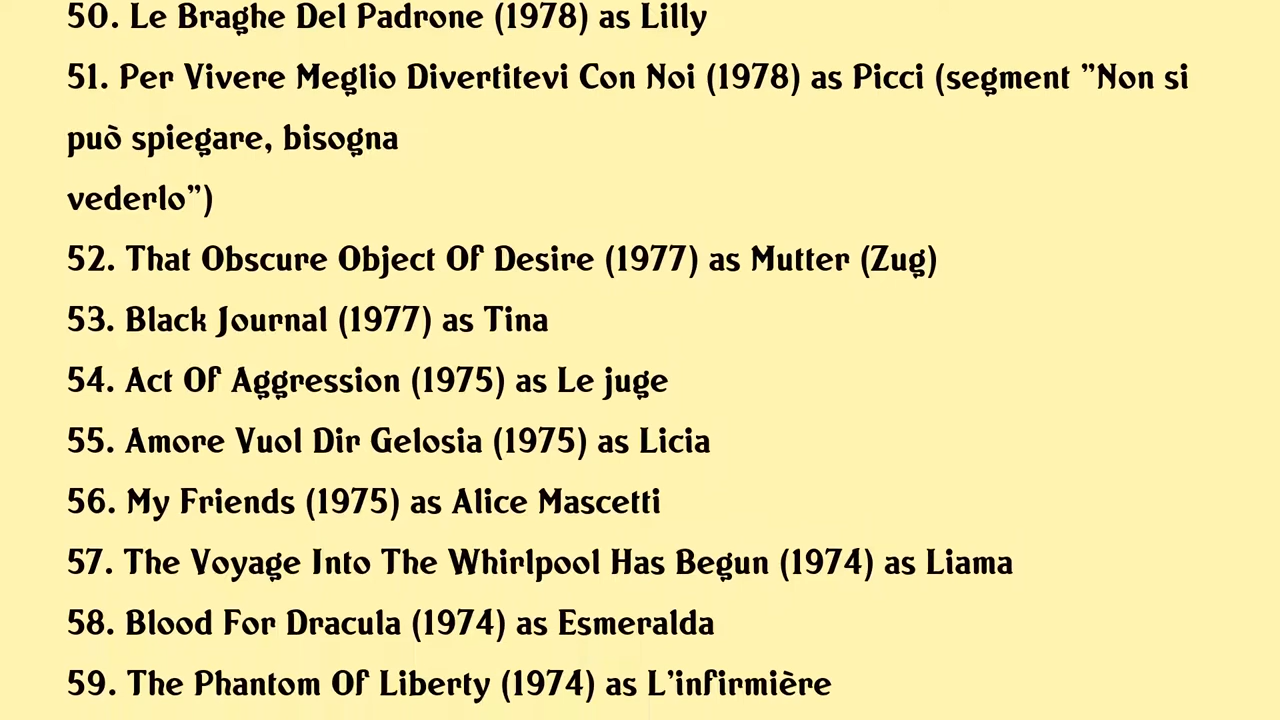 50. Le Braghe Del Padrone (1978) as Lilly
51. Per Vivere Meglio Divertitevi Con Noi (1978) as Picci (segment ”Non si
può spiegare, bisogna
vederlo”)
52. That Obscure Object Of Desire (1977) as Mutter (Zug)
53. Black Journal (1977) as Tina
54. Act Of Aggression (1975) as Le juge
55. Amore Vuol Dir Gelosia (1975) as Licia
56. My Friends (1975) as Alice Mascetti
57. The Voyage Into The Whirlpool Has Begun (1974) as Liama
58. Blood For Dracula (1974) as Esmeralda
59. The Phantom Of Liberty (1974) as L’infirmière